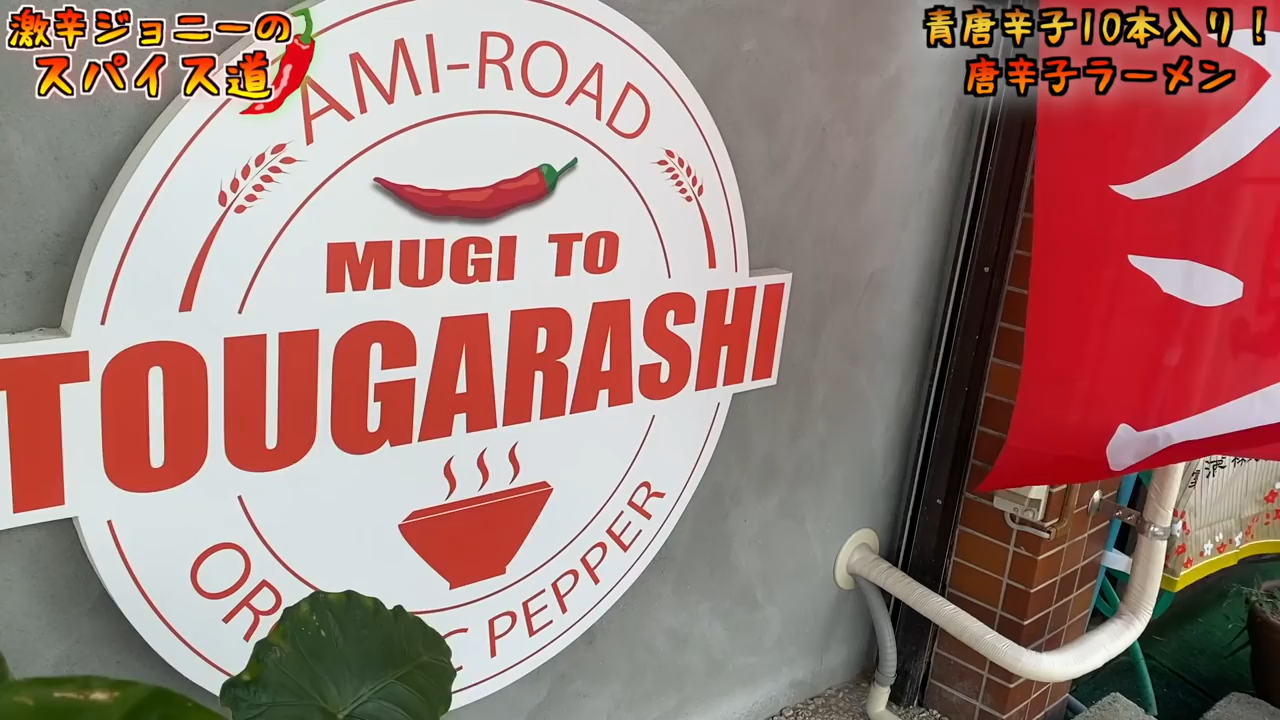 激辛ジョニーの
スパイス道
青唐辛子10本入り!
唐辛子ラーメン
AMI-ROAD
MUGI TO
TOUGARASHI
PEPPER